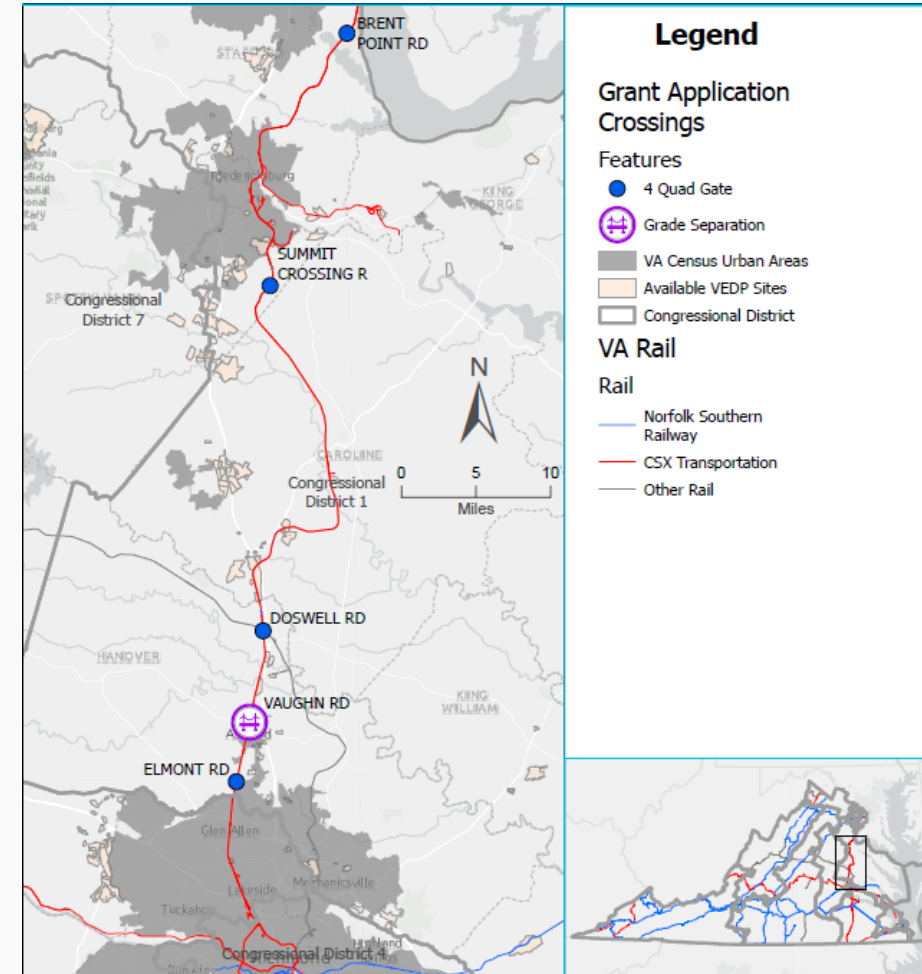 BRENT
POINT RD
Fredericksburg
KING
GEORGE
SUMMIT
CROSSING R
Congressional
District 7
N
CAROLINE
Congressional
District 1
0 5 10
Miles
DOSWELL RD
HANOVER
KING
WILLIAM
VAUGHN RD
ELMONT RD
Glen Allen
Lakeside
Mechanicsville
Tuckaho
Highland
Congressional District 4
Legend
Grant Application
Crossings
Features
4 Quad Gate
Grade Separation
VA Census Urban Areas
Available VEDP Sites
Congressional District
VA Rail
Rail
Norfolk Southern
Railway
CSX Transportation
Other Rail